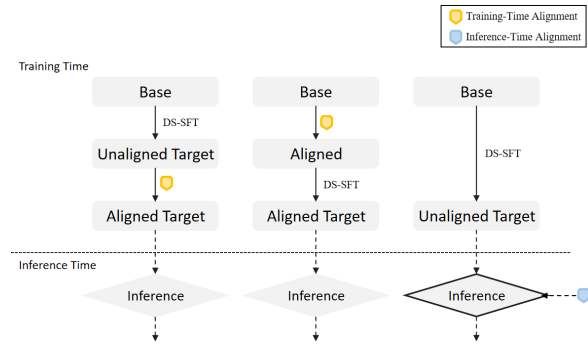 Training-Time Alignment
Inference-Time Alignment
Training Time
Base
Base
Base
DS-SFT
Unaligned Target
Aligned
DS-SFT
DS-SFT
Aligned Target
Aligned Target
Unaligned Target
Inference Time
Inference
Inference
Inference